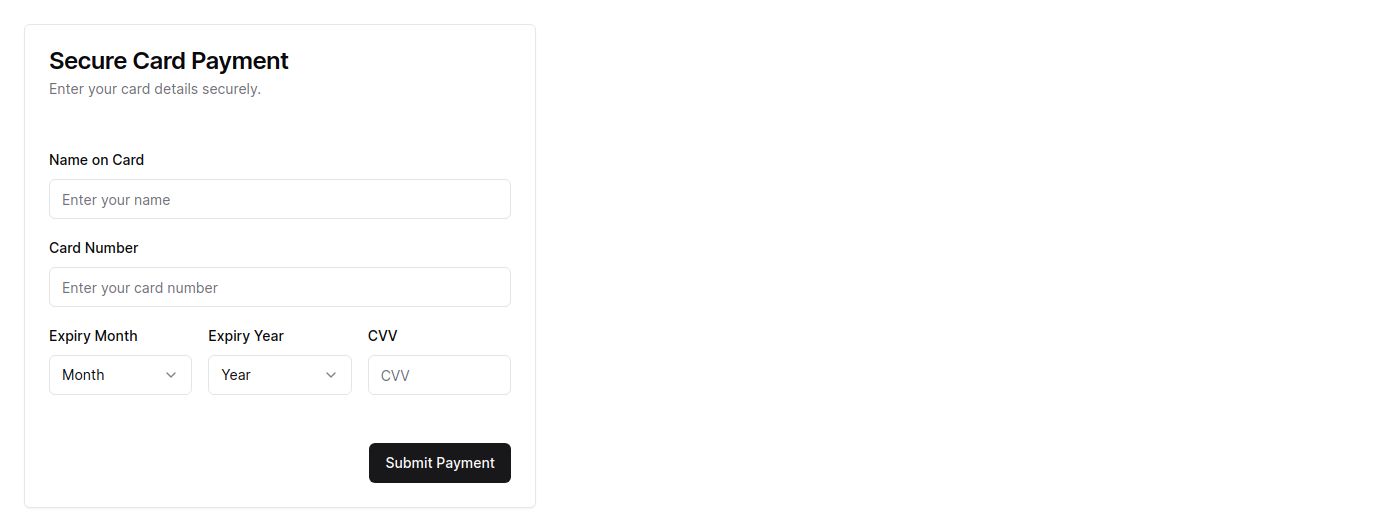 Secure Card Payment
Enter your card details securely.
Name on Card
Enter your name
Card Number
Enter your card number
Expiry Month Expiry Year CVV
Month Year CVV
Submit Payment